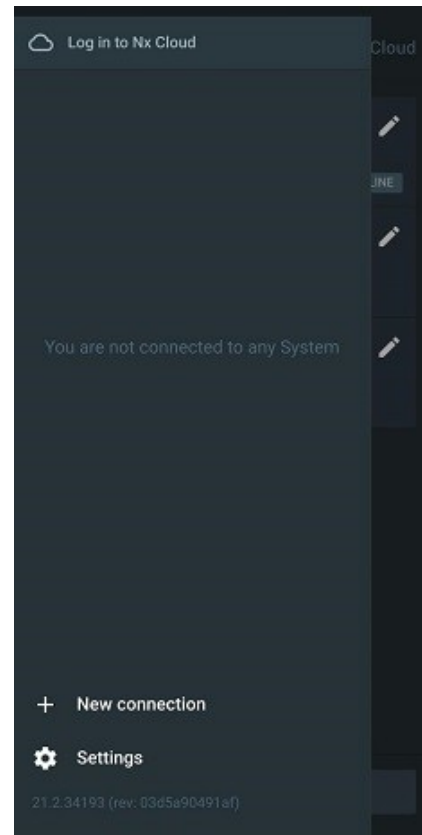 Log in to Nx Cloud
Cloud
LINE
You are not connected to any System
New connection
Settings
21.2.34193 (rev: 03d5a90491af)